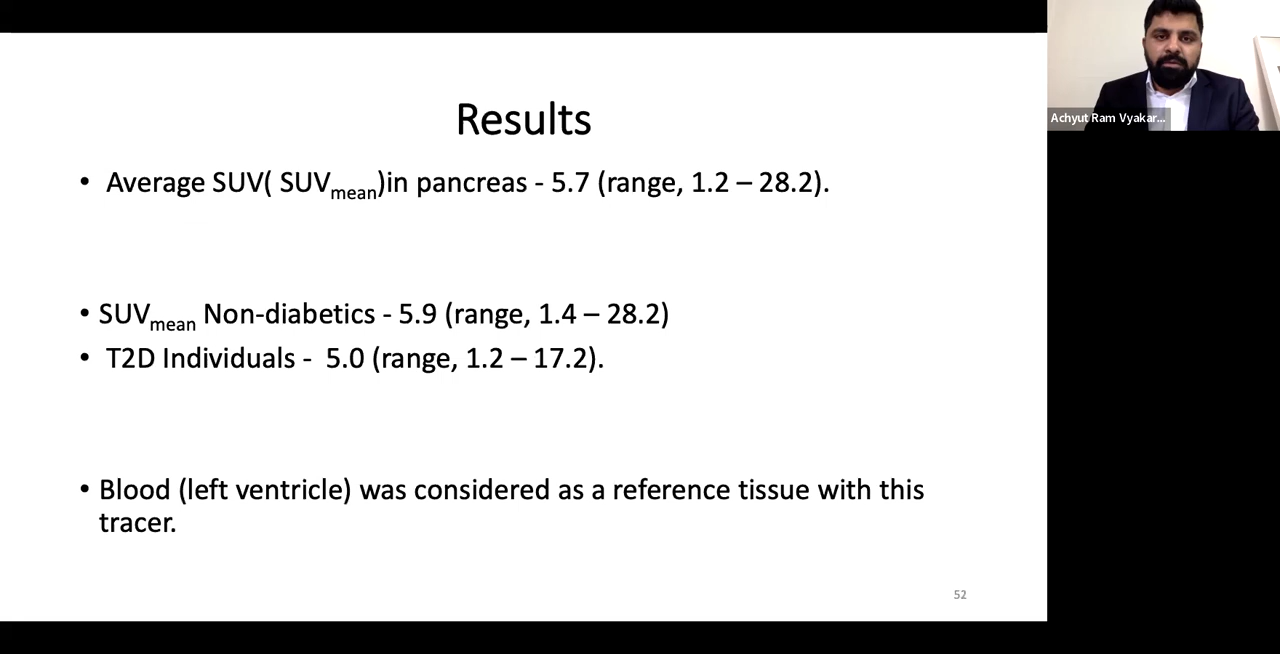 Results
• Average SUV( SUVmean)in pancreas - 5.7 (range, 1.2 – 28.2).
• SUVmean Non-diabetics - 5.9 (range, 1.4 – 28.2)
• T2D Individuals - 5.0 (range, 1.2 – 17.2).
• Blood (left ventricle) was considered as a reference tissue with this
tracer.
52
Achyut Ram Vyakar...